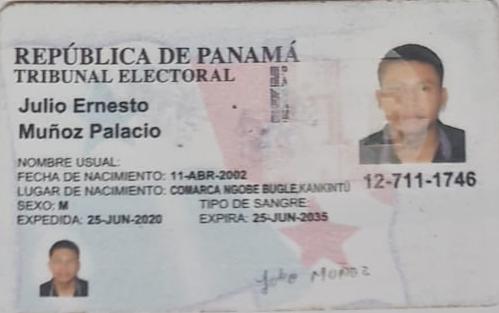 REPÚBLICA DE PANAMÁ
TRIBUNAL ELECTORAL
Julio Ernesto
Muñoz Palacio
NOMBRE USUAL:
FECHA DE NACIMIENTO: 11-ABR-2002
LUGAR DE NACIMIENTO: COMARCA NGOBE BUGLE,KANKINTÚ
SEXO: M TIPO DE SANGRE:
EXPEDIDA: 25-JUN-2020 EXPIRA: 25-JUN-2035
12-711-1746
Muñoz